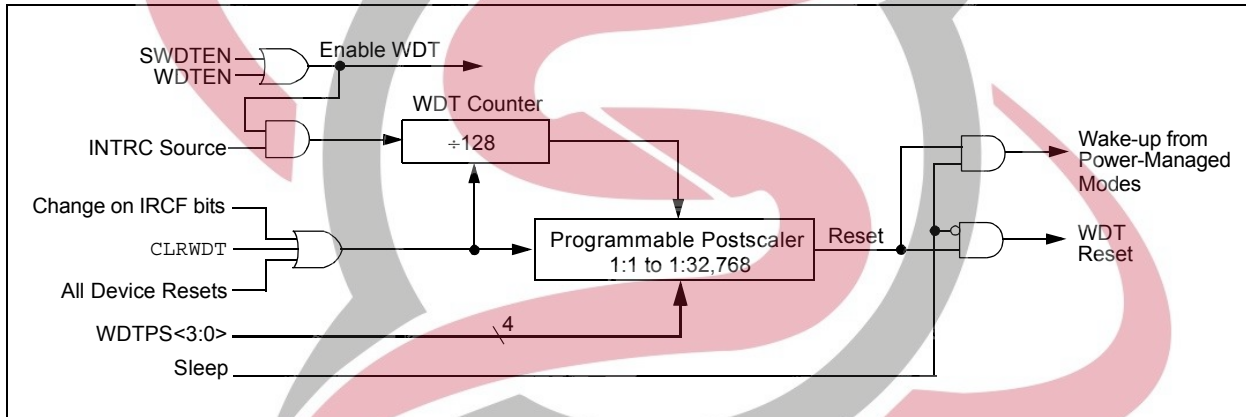 SWDTEN
WDTEN
Enable WDT
WDT Counter
÷128
INTRC Source
Change on IRCF bits
CLRWDT
All Device Resets
Programmable Postscaler
1:1 to 1:32,768
Reset
Wake-up from
Power-Managed
Modes
WDT
Reset
WDTPS<3:0>
4
Sleep